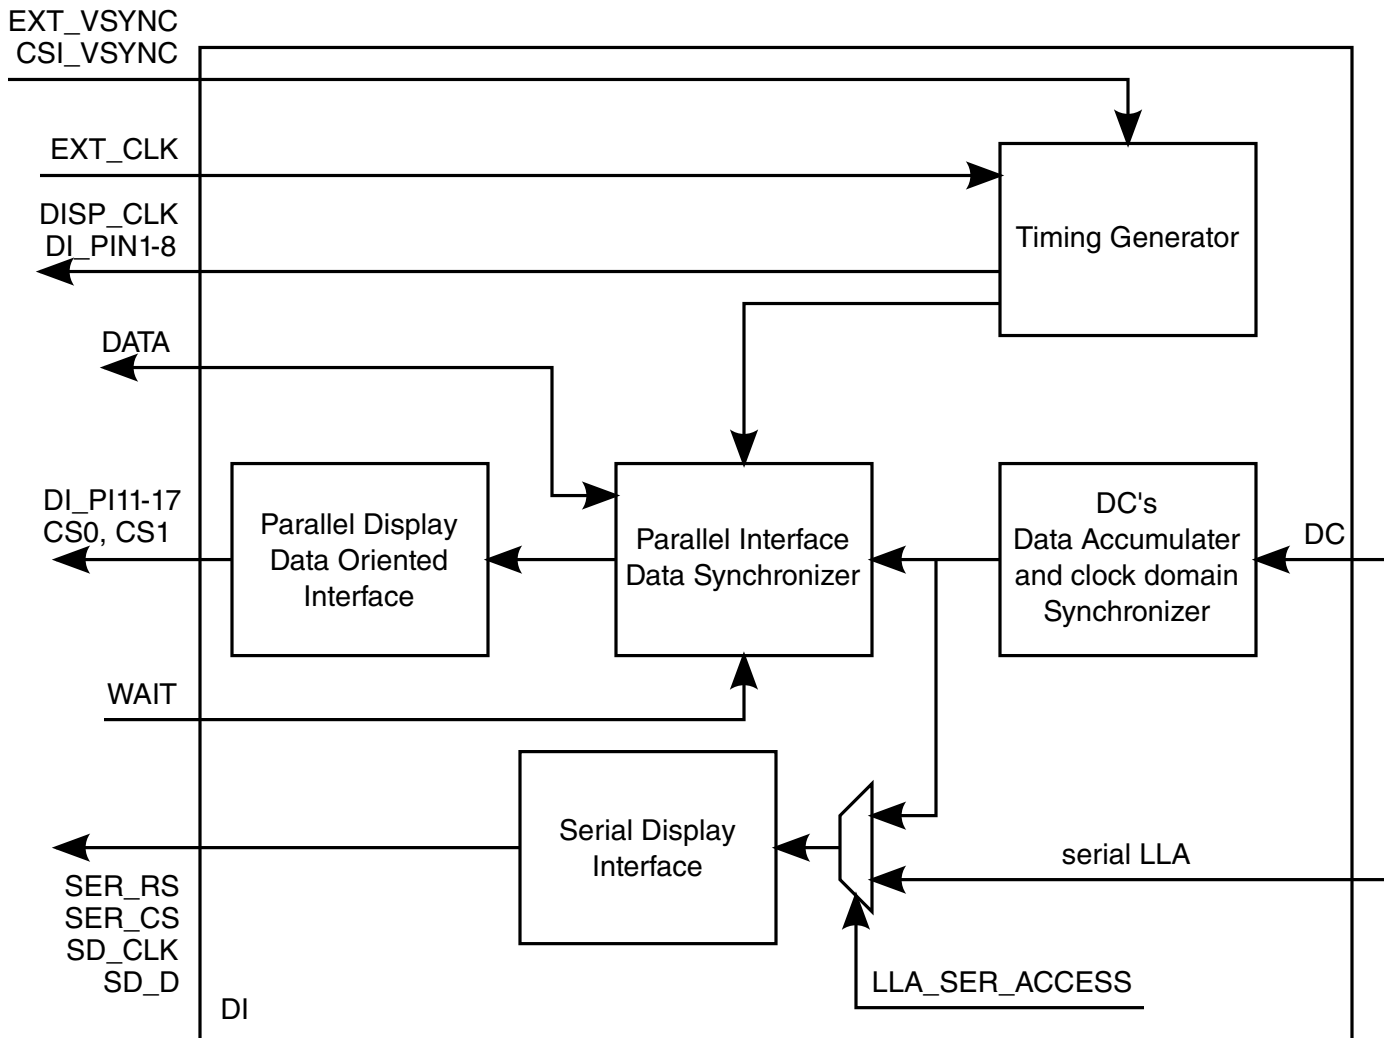 EXT_VSYNC
CSI_VSYNC
EXT_CLK
DISP_CLK
DI_PIN1-8
Timing Generator
DATA
DI_PI11-17
CS0, CS1
Parallel Display
Data Oriented
Interface
Parallel Interface
Data Synchronizer
DC's
Data Accumulater
and clock domain
Synchronizer
DC
WAIT
Serial Display
Interface
serial LLA
SER_RS
SER_CS
SD_CLK
SD_D
LLA_SER_ACCESS
DI